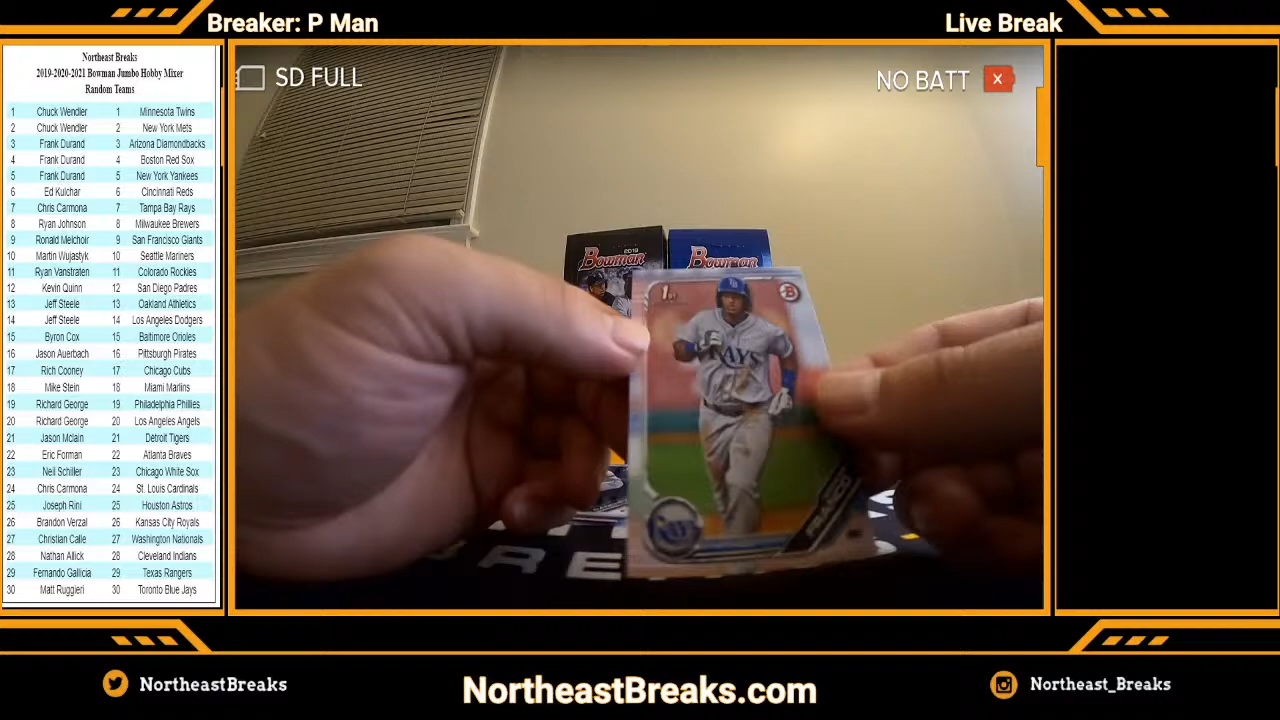 Breaker: P Man
Live Break
Northeast Breaks
2019-2020-2021 Bowman Jumbo Hobby Mixer
Random Teams
1 Chuck Wendler 1 Minnesota Twins
2 Chuck Wendler 2 New York Mets
3 Frank Durand 3 Arizona Diamondbacks
4 Frank Durand 4 Boston Red Sox
5 Frank Durand 5 New York Yankees
6 Ed Kulchar 6 Cincinnati Reds
7 Chris Carmona 7 Tampa Bay Rays
8 Ryan Johnson 8 Milwaukee Brewers
9 Ronald Melchoir 9 San Francisco Giants
10 Martin Wujastyk 10 Seattle Mariners
11 Ryan Vanstraten 11 Colorado Rockies
12 Kevin Quinn 12 San Diego Padres
13 Jeff Steele 13 Oakland Athletics
14 Jeff Steele 14 Los Angeles Dodgers
15 Byron Cox 15 Baltimore Orioles
16 Jason Auerbach 16 Pittsburgh Pirates
17 Rich Cooney 17 Chicago Cubs
18 Mike Stein 18 Miami Marlins
19 Richard George 19 Philadelphia Phillies
20 Richard George 20 Los Angeles Angels
21 Jason Mclain 21 Detroit Tigers
22 Eric Forman 22 Atlanta Braves
23 Neil Schiller 23 Chicago White Sox
24 Chris Carmona 24 St. Louis Cardinals
25 Joseph Rini 25 Houston Astros
26 Brandon Verzal 26 Kansas City Royals
27 Christian Calle 27 Washington Nationals
28 Nathan Allick 28 Cleveland Indians
29 Fernando Gallicia 29 Texas Rangers
30 Matt Ruggieri 30 Toronto Blue Jays
SD FULL
NO BATT
2019
Bowman
Bowman
1st
B
RAYS
Rays
FRANCO
RE
NortheastBreaks
NortheastBreaks.com
Northeast_Breaks